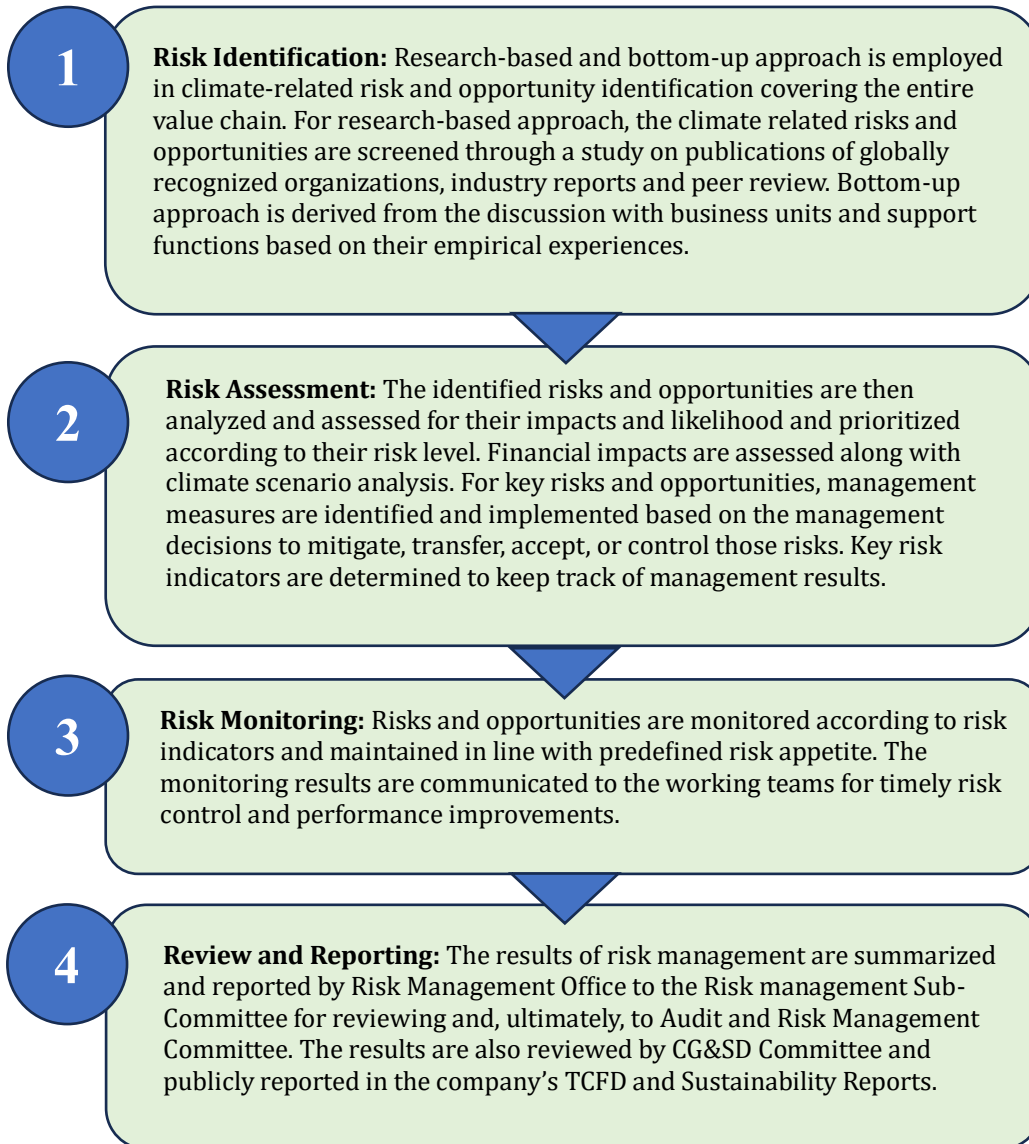 1
Risk Identification: Research-based and bottom-up approach is employed
in climate-related risk and opportunity identification covering the entire
value chain. For research-based approach, the climate related risks and
opportunities are screened through a study on publications of globally
recognized organizations, industry reports and peer review. Bottom-up
approach is derived from the discussion with business units and support
functions based on their empirical experiences.
2
Risk Assessment: The identified risks and opportunities are then
analyzed and assessed for their impacts and likelihood and prioritized
according to their risk level. Financial impacts are assessed along with
climate scenario analysis. For key risks and opportunities, management
measures are identified and implemented based on the management
decisions to mitigate, transfer, accept, or control those risks. Key risk
indicators are determined to keep track of management results.
3
Risk Monitoring: Risks and opportunities are monitored according to risk
indicators and maintained in line with predefined risk appetite. The
monitoring results are communicated to the working teams for timely risk
control and performance improvements.
4
Review and Reporting: The results of risk management are summarized
and reported by Risk Management Office to the Risk management Sub-
Committee for reviewing and, ultimately, to Audit and Risk Management
Committee. The results are also reviewed by CG&SD Committee and
publicly reported in the company's TCFD and Sustainability Reports.